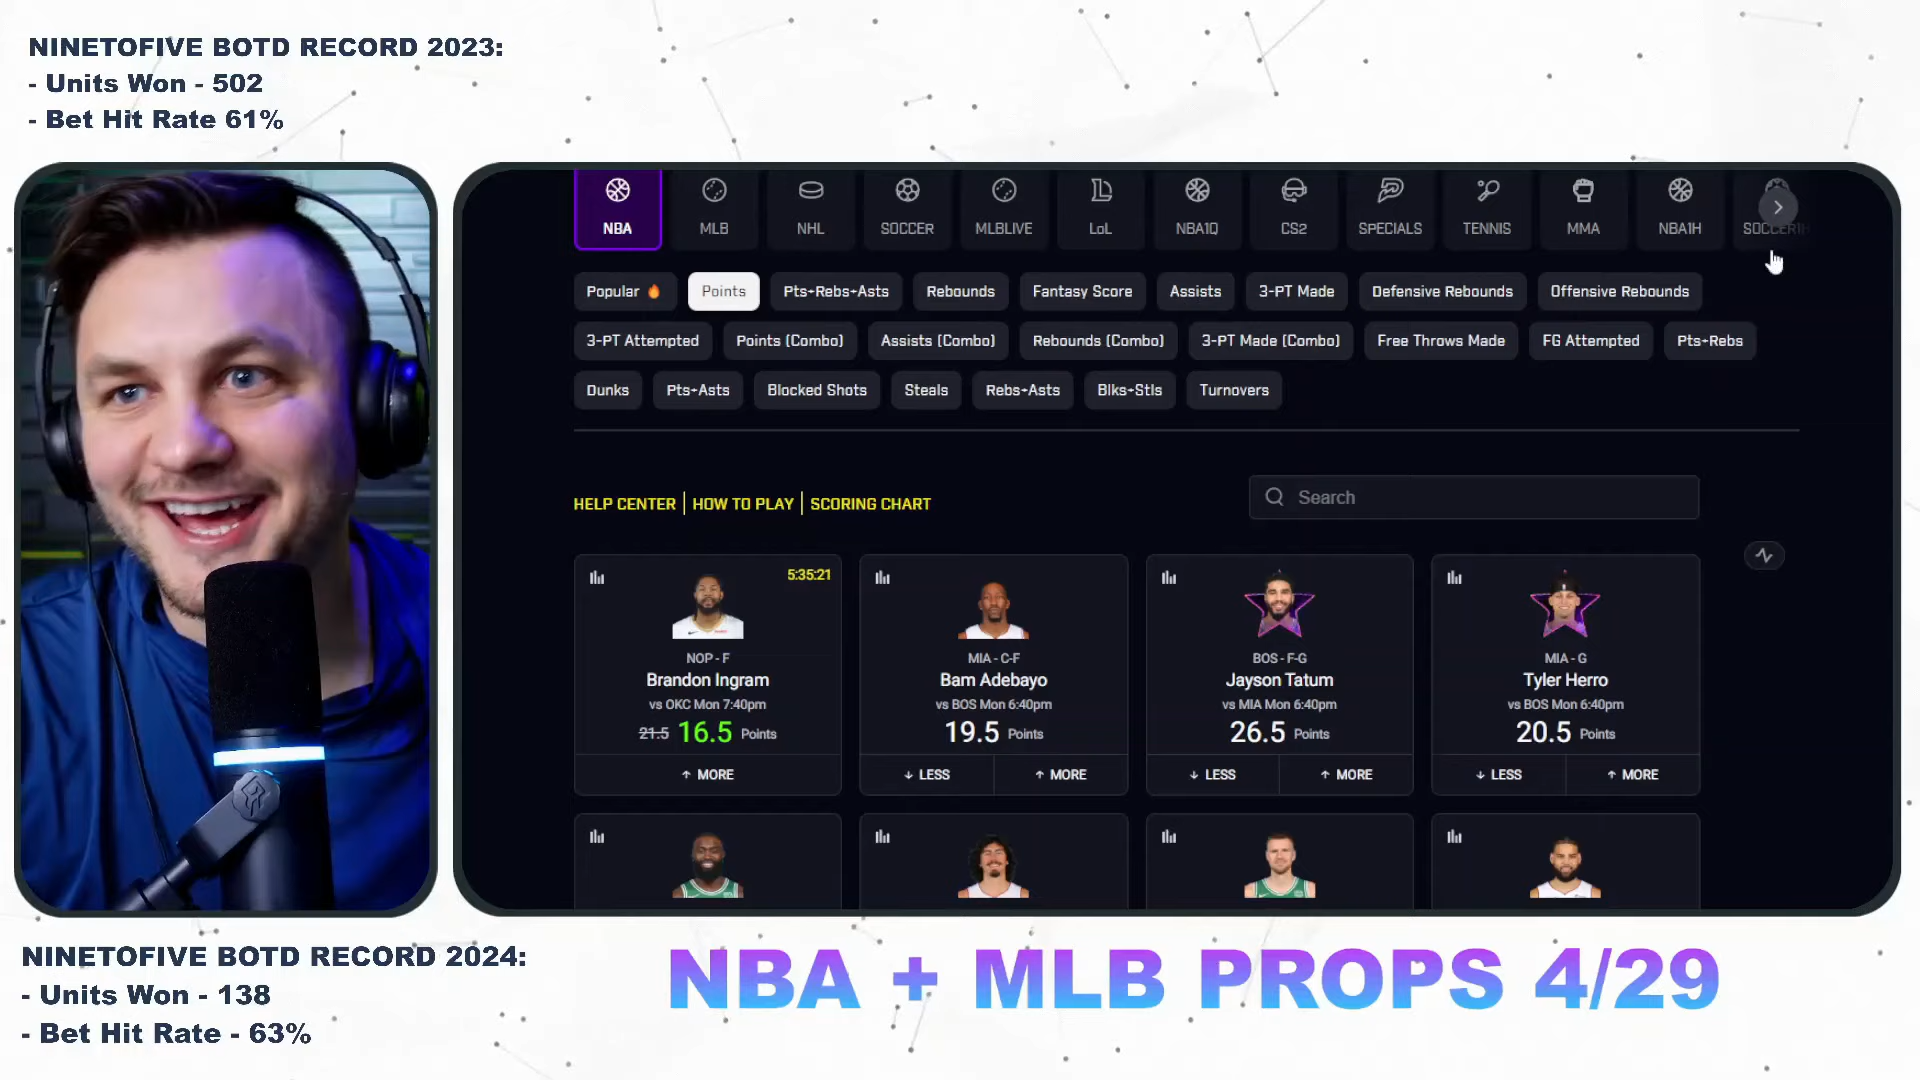 NINETOFIVE BOTD RECORD 2023:
- Units Won - 502
- Bet Hit Rate 61%
NBA MLB NHL SOCCER MLBLIVE LoL NBA1Q CS2 SPECIALS TENNIS MMA NBA1H SOCCER1H
Popular Points Pts+Rebs+Asts Rebounds Fantasy Score Assists 3-PT Made Defensive Rebounds Offensive Rebounds
3-PT Attempted Points (Combo) Assists (Combo) Rebounds (Combo) 3-PT Made (Combo) Free Throws Made FG Attempted Pts+Rebs
Dunks Pts+Asts Blocked Shots Steals Rebs+Asts Blks+Stls Turnovers
HELP CENTER | HOW TO PLAY | SCORING CHART
Search
5:35:21
NOP - F
Brandon Ingram
vs OKC Mon 7:40pm
21.5 16.5 Points
↑ MORE
MIA - C-F
Bam Adebayo
vs BOS Mon 6:40pm
19.5 Points
↓ LESS ↑ MORE
BOS - F-G
Jayson Tatum
vs MIA Mon 6:40pm
26.5 Points
↓ LESS ↑ MORE
MIA - G
Tyler Herro
vs BOS Mon 6:40pm
20.5 Points
↓ LESS ↑ MORE
NINETOFIVE BOTD RECORD 2024:
- Units Won - 138
- Bet Hit Rate - 63%
NBA + MLB PROPS 4/29